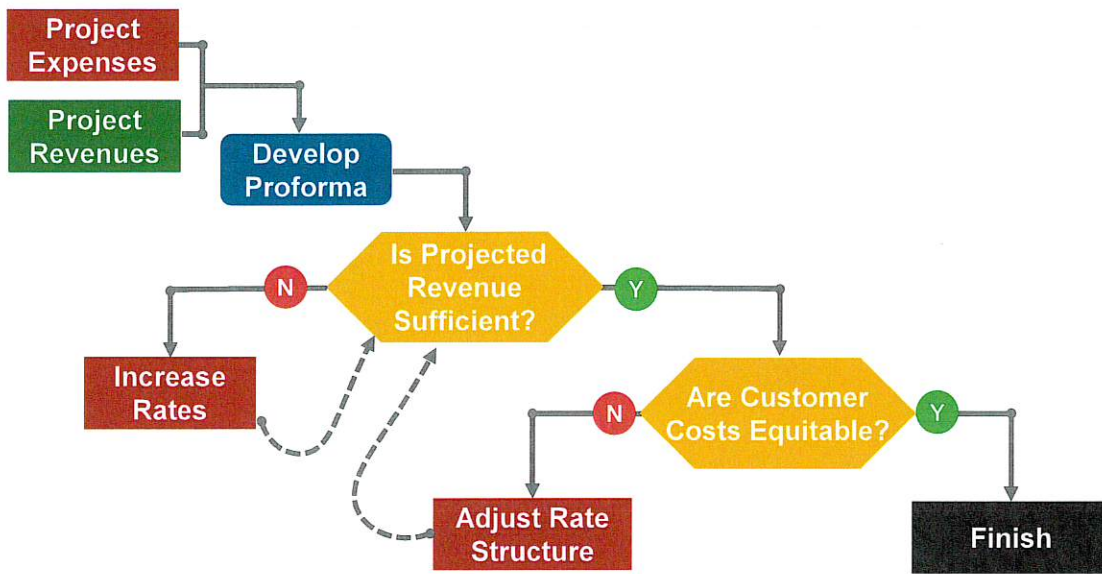 Project
Expenses
Project
Revenues
Develop
Proforma
Is Projected
Revenue
Sufficient?
N
Y
Increase
Rates
Are Customer
Costs Equitable?
N
Y
Adjust Rate
Structure
Finish